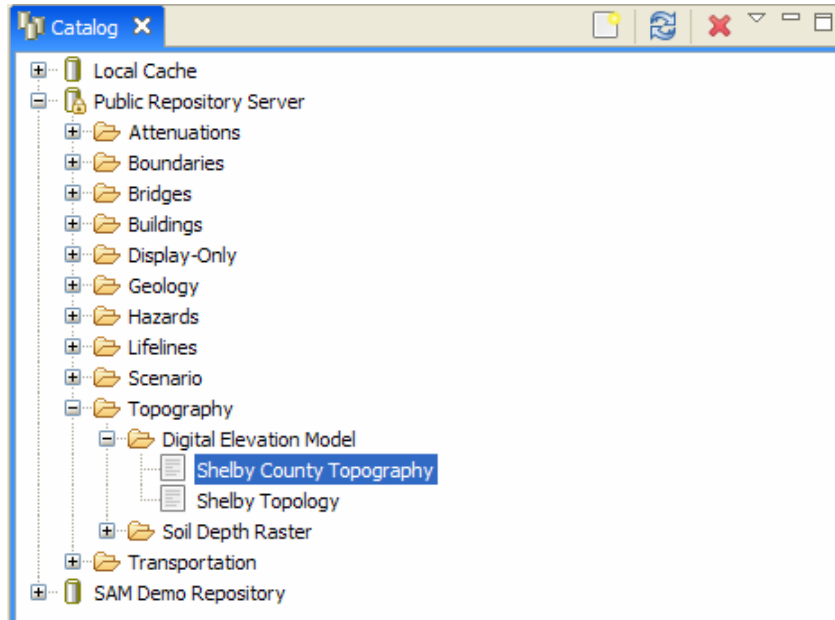 Catalog
Local Cache
Public Repository Server
Attenuations
Boundaries
Bridges
Buildings
Display-Only
Geology
Hazards
Lifelines
Scenario
Topography
Digital Elevation Model
Shelby County Topography
Shelby Topology
Soil Depth Raster
Transportation
SAM Demo Repository